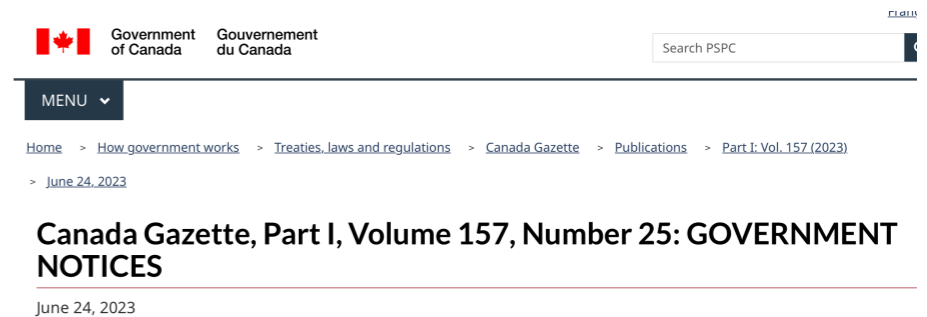 Government of Canada
Gouvernement du Canada
Search PSPC
MENU
Home > How government works > Treaties, laws and regulations > Canada Gazette > Publications > Part I: Vol. 157 (2023)
> June 24, 2023
Canada Gazette, Part I, Volume 157, Number 25: GOVERNMENT
NOTICES
June 24, 2023